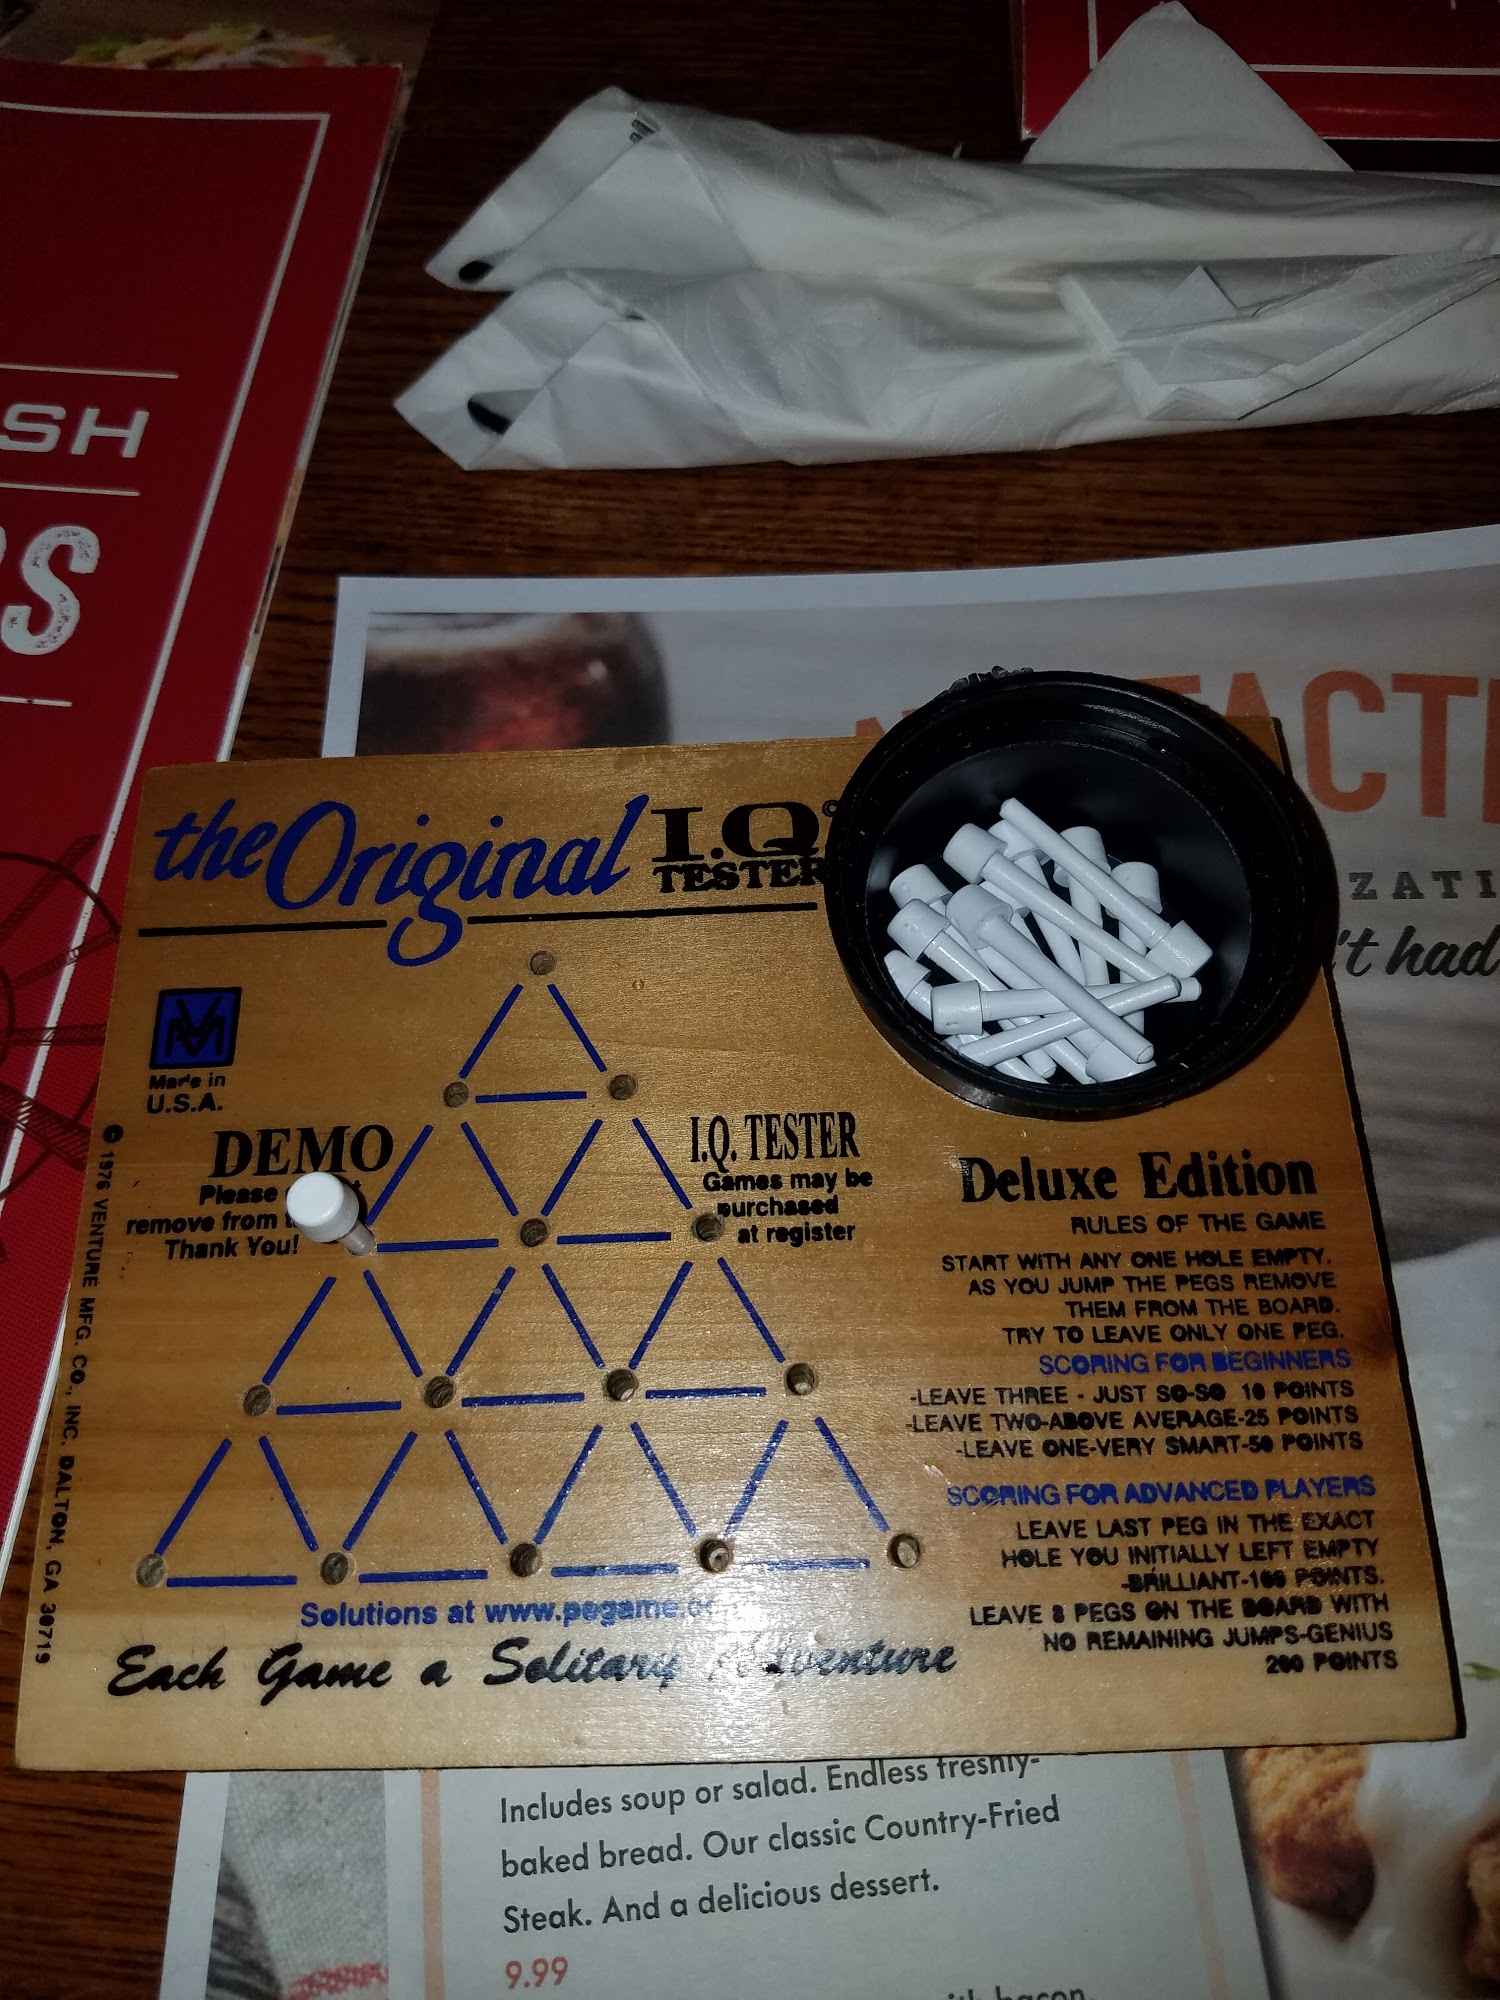 SH
the Original I.Q.
TESTER
Made in
U.S.A.
DEMO
Please
remove from
Thank You!
© 1976 VENTURE MFG. CO., INC. DALTON, GA 30719
I.Q. TESTER
Games may be
purchased
at register
Deluxe Edition
RULES OF THE GAME
START WITH ANY ONE HOLE EMPTY.
AS YOU JUMP THE PEGS REMOVE
THEM FROM THE BOARD.
TRY TO LEAVE ONLY ONE PEG.
SCORING FOR BEGINNERS
-LEAVE THREE - JUST SO-SO 10 POINTS
-LEAVE TWO-ABOVE AVERAGE-25 POINTS
-LEAVE ONE-VERY SMART-50 POINTS
SCORING FOR ADVANCED PLAYERS
LEAVE LAST PEG IN THE EXACT
HOLE YOU INITIALLY LEFT EMPTY
-BRILLIANT-100 POINTS.
LEAVE 8 PEGS ON THE BOARD WITH
NO REMAINING JUMPS-GENIUS
200 POINTS
Solutions at www.pegame.
Each Game a Solitary Adventure
ZATI
't had
Includes soup or salad. Endless freshly-
baked bread. Our classic Country-Fried
Steak. And a delicious dessert.
9.99
bacon